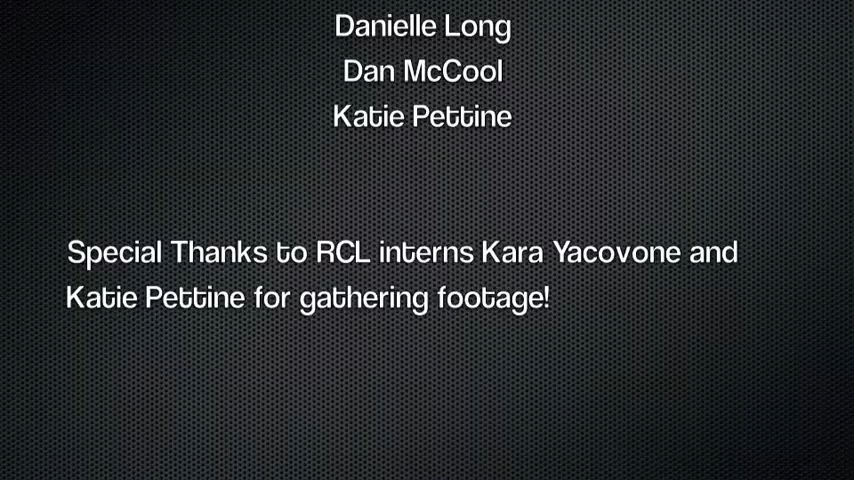 Danielle Long
Dan McCool
Katie Pettine
Special Thanks to RCL interns Kara Yacovone and
Katie Pettine for gathering footage!